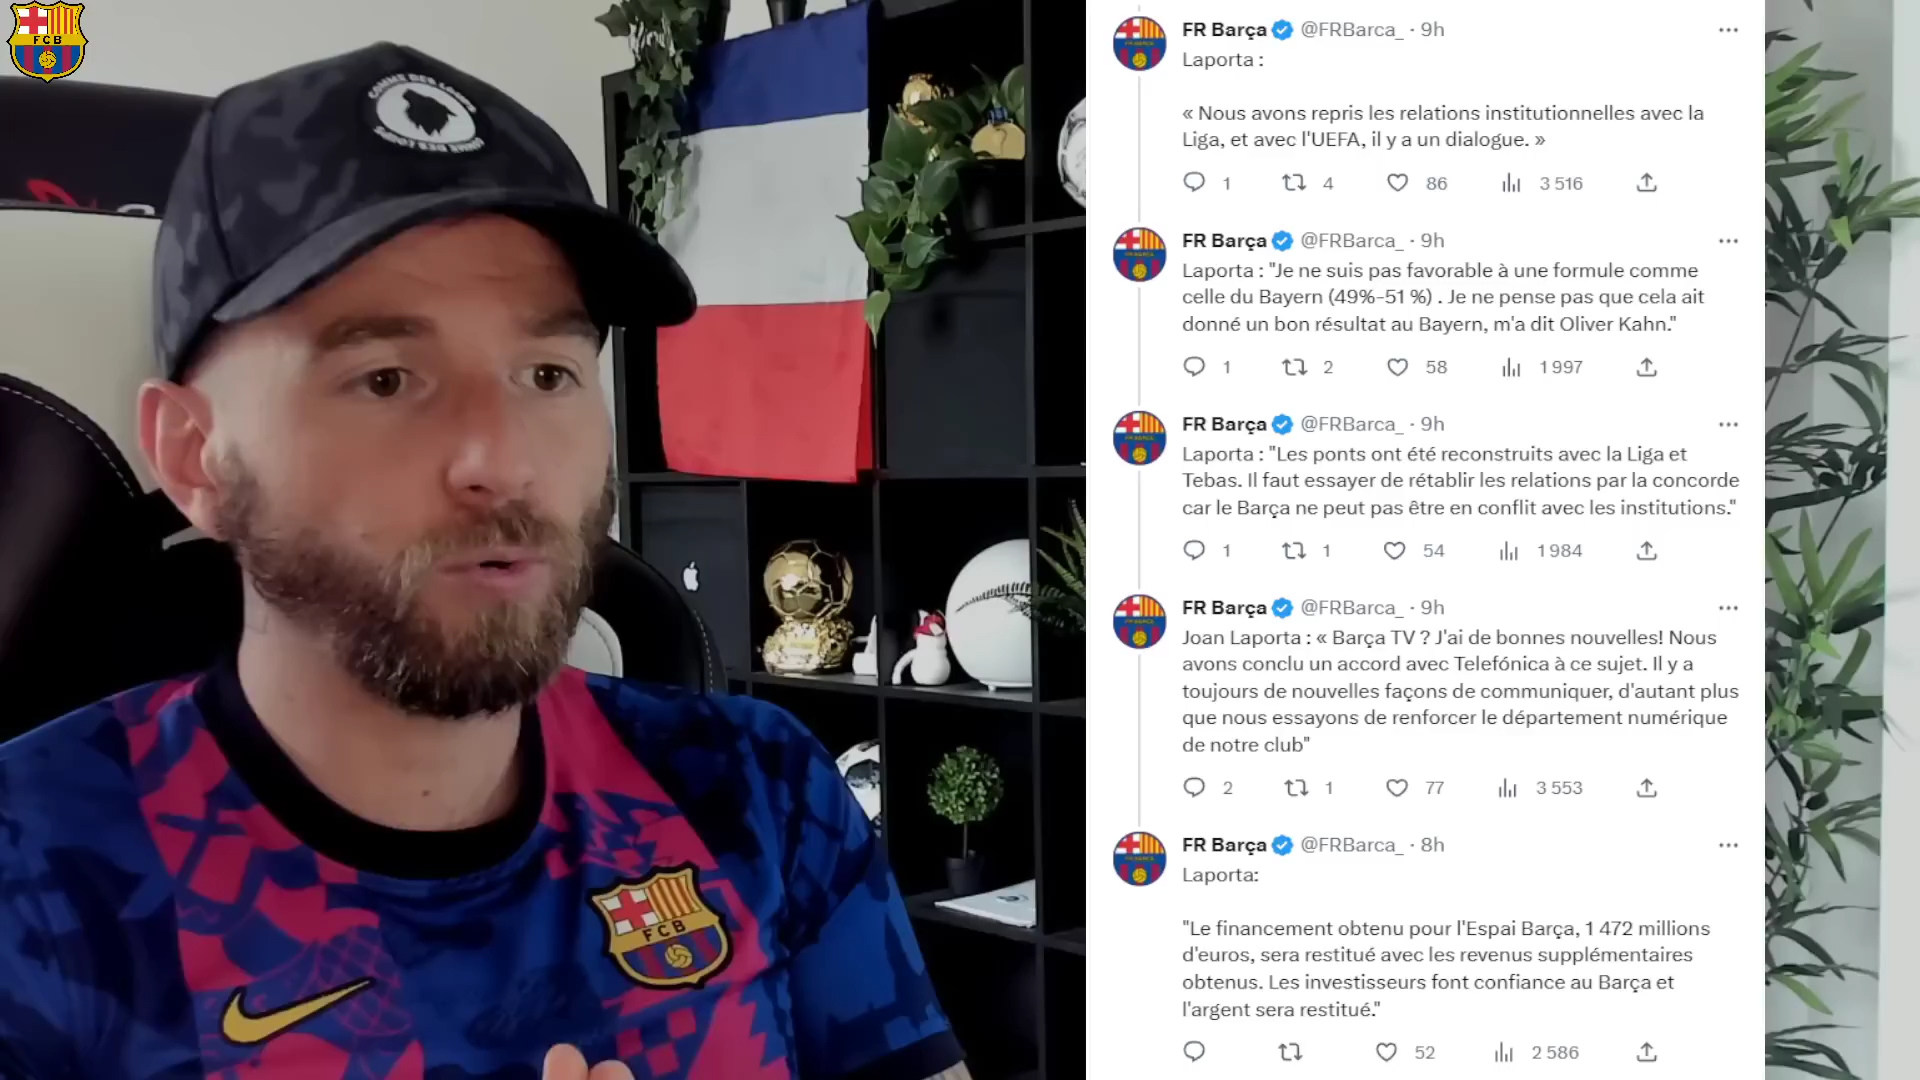 FCB
COMME DES LOUPS
COMME DES LOUPS
FCB
FR Barça @FRBarca_ · 9h
Laporta :
« Nous avons repris les relations institutionnelles avec la
Liga, et avec l'UEFA, il y a un dialogue. »
1 4 86 3 516
FR Barça @FRBarca_ · 9h
Laporta : "Je ne suis pas favorable à une formule comme
celle du Bayern (49%-51 %) . Je ne pense pas que cela ait
donné un bon résultat au Bayern, m'a dit Oliver Kahn."
1 2 58 1 997
FR Barça @FRBarca_ · 9h
Laporta : "Les ponts ont été reconstruits avec la Liga et
Tebas. Il faut essayer de rétablir les relations par la concorde
car le Barça ne peut pas être en conflit avec les institutions."
1 1 54 1 984
FR Barça @FRBarca_ · 9h
Joan Laporta : « Barça TV ? J'ai de bonnes nouvelles! Nous
avons conclu un accord avec Telefónica à ce sujet. Il y a
toujours de nouvelles façons de communiquer, d'autant plus
que nous essayons de renforcer le département numérique
de notre club"
2 1 77 3 553
FR Barça @FRBarca_ · 8h
Laporta:
"Le financement obtenu pour l'Espai Barça, 1 472 millions
d'euros, sera restitué avec les revenus supplémentaires
obtenus. Les investisseurs font confiance au Barça et
l'argent sera restitué."
52 2 586